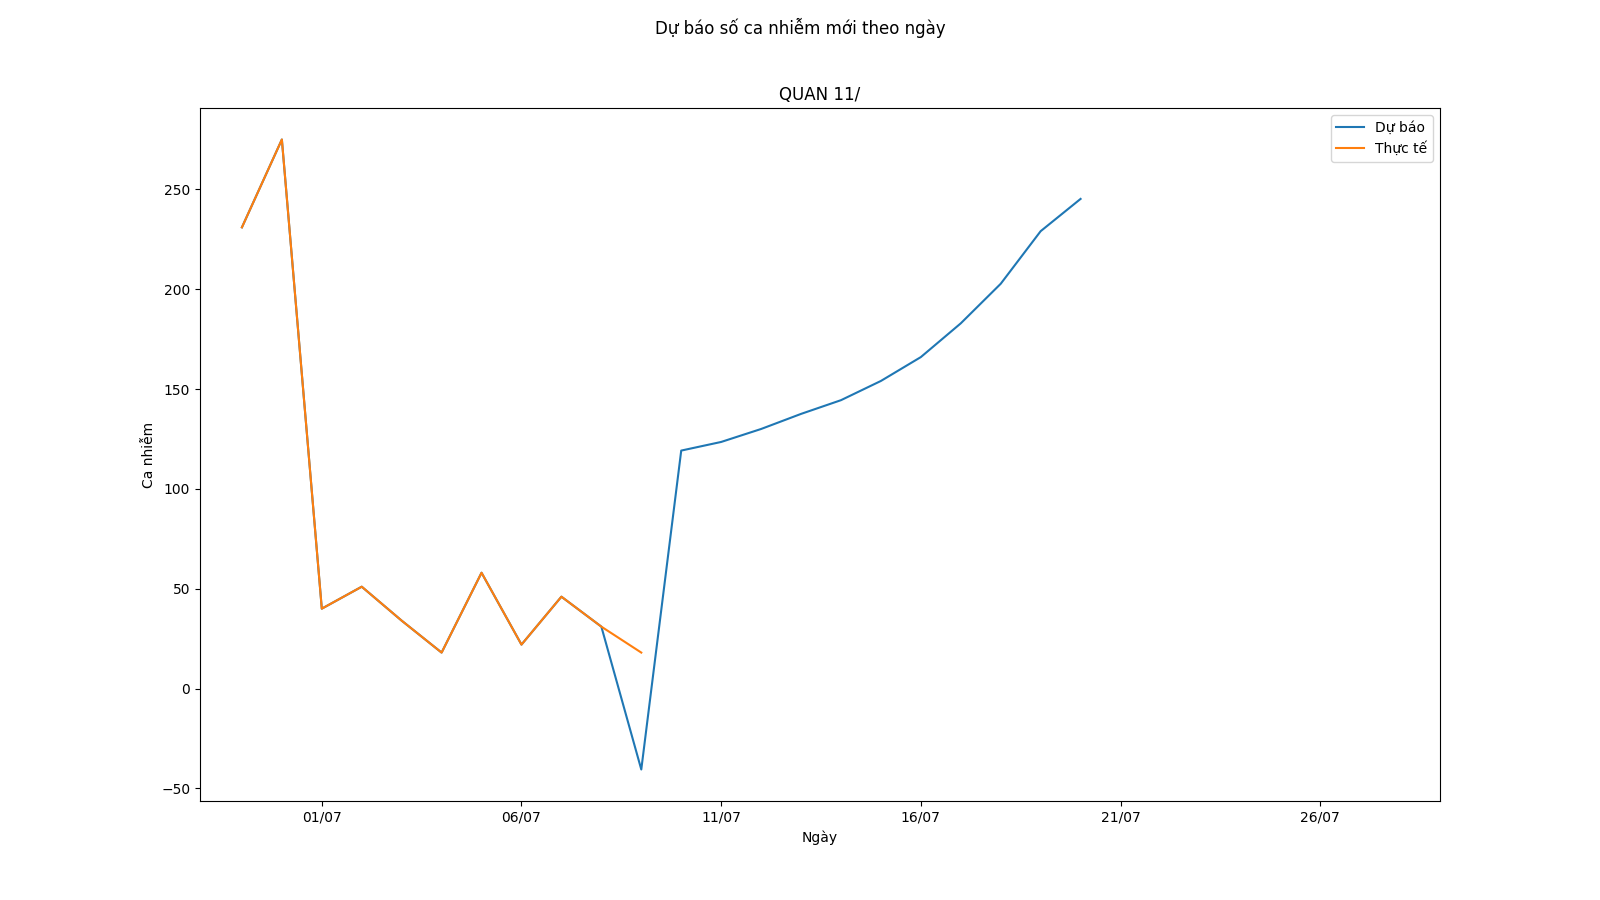 Dự báo số ca nhiễm mới theo ngày
QUAN 11/
Dự báo
Thực tế
250
200
150
100
50
0
−50
Ca nhiễm
01/07
06/07
11/07
16/07
21/07
26/07
Ngày